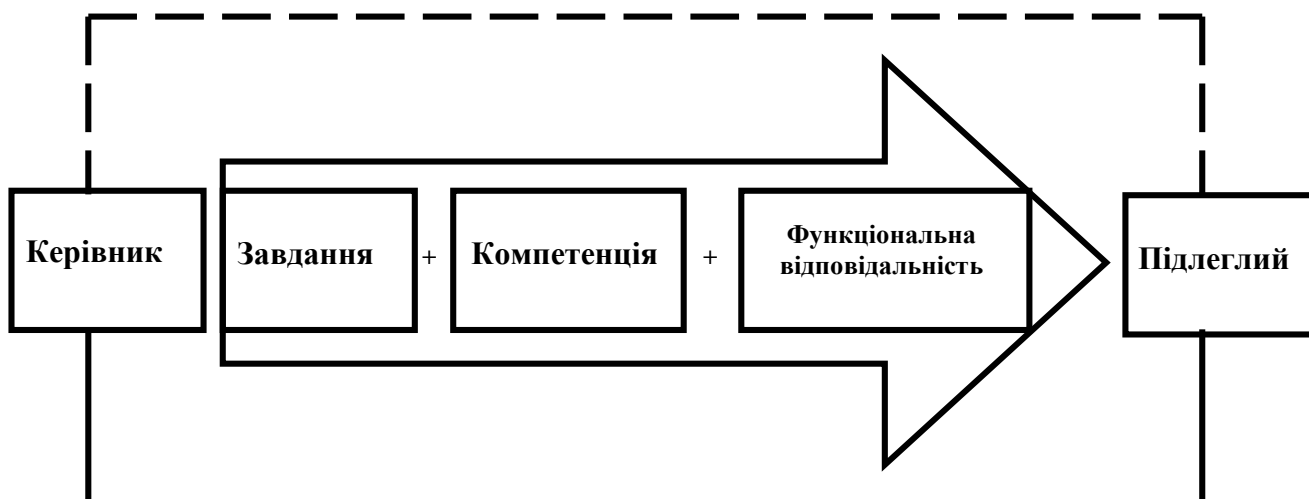 Керівник
Завдання
+
Компетенція
+
Функціональна
відповідальність
Підлеглий